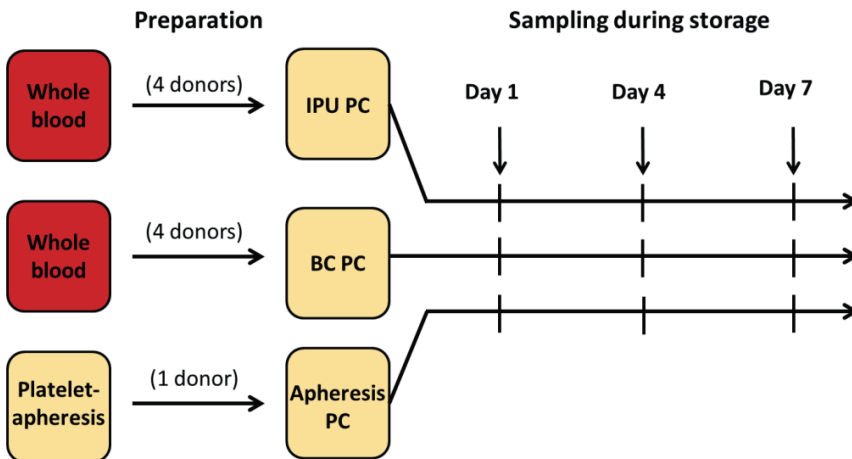 Preparation
Sampling during storage
Whole
blood
(4 donors)
IPU PC
Day 1
Day 4
Day 7
Whole
blood
(4 donors)
BC PC
Platelet-
apheresis
(1 donor)
Apheresis
PC